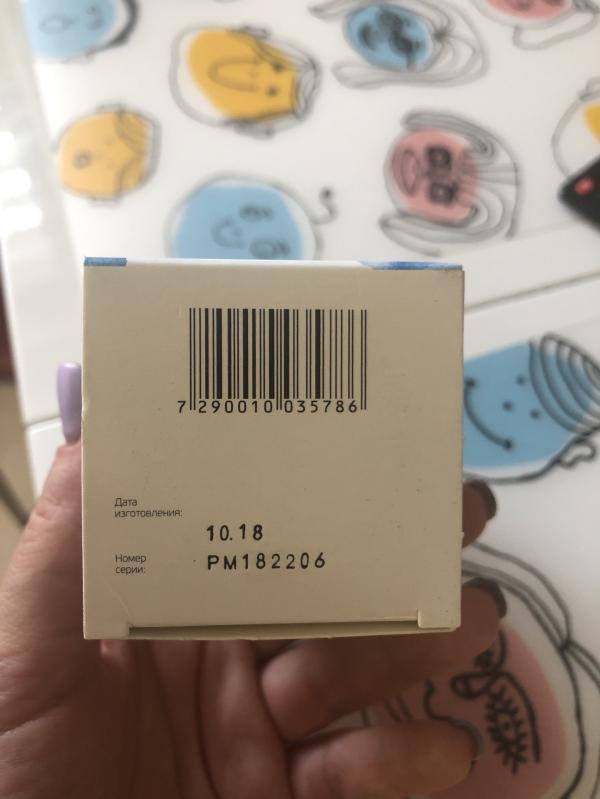 7 290010 035786
Дата
изготовления:
10.18
Номер
серии:
PM182206